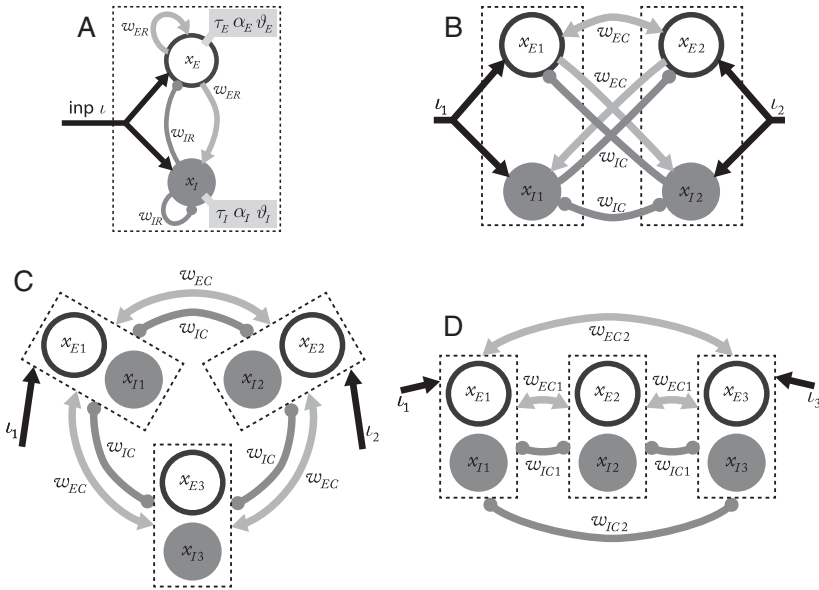 A
w_ER
τ_E α_E ϑ_E
x_E
inp ι
w_ER
w_IR
x_I
w_IR
τ_I α_I ϑ_I
B
x_E1
w_EC
x_E2
w_EC
ι_1
ι_2
w_IC
x_I1
x_I2
w_IC
C
w_EC
w_IC
x_E1
x_E2
x_I1
x_I2
ι_1
ι_2
w_IC
w_IC
w_EC
w_EC
x_E3
x_I3
D
w_EC2
ι_1
x_E1
w_EC1
x_E2
w_EC1
x_E3
ι_3
x_I1
w_IC1
x_I2
w_IC1
x_I3
w_IC2